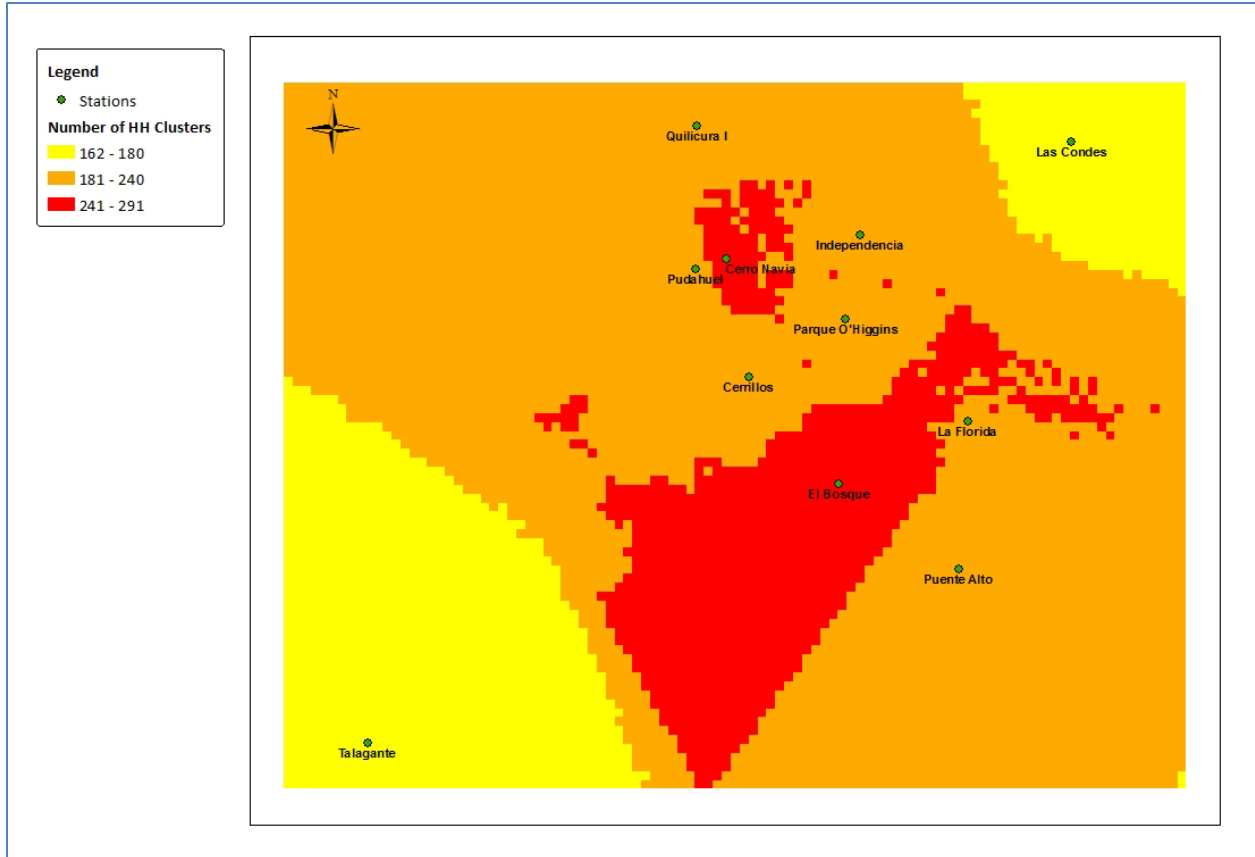 Legend
Stations
Number of HH Clusters
162 - 180
181 - 240
241 - 291
N
Quilicura I
Las Condes
Independencia
Cerro Navia
Pudahuel
Parque O'Higgins
Cerrillos
La Florida
El Bosque
Puente Alto
Talagante